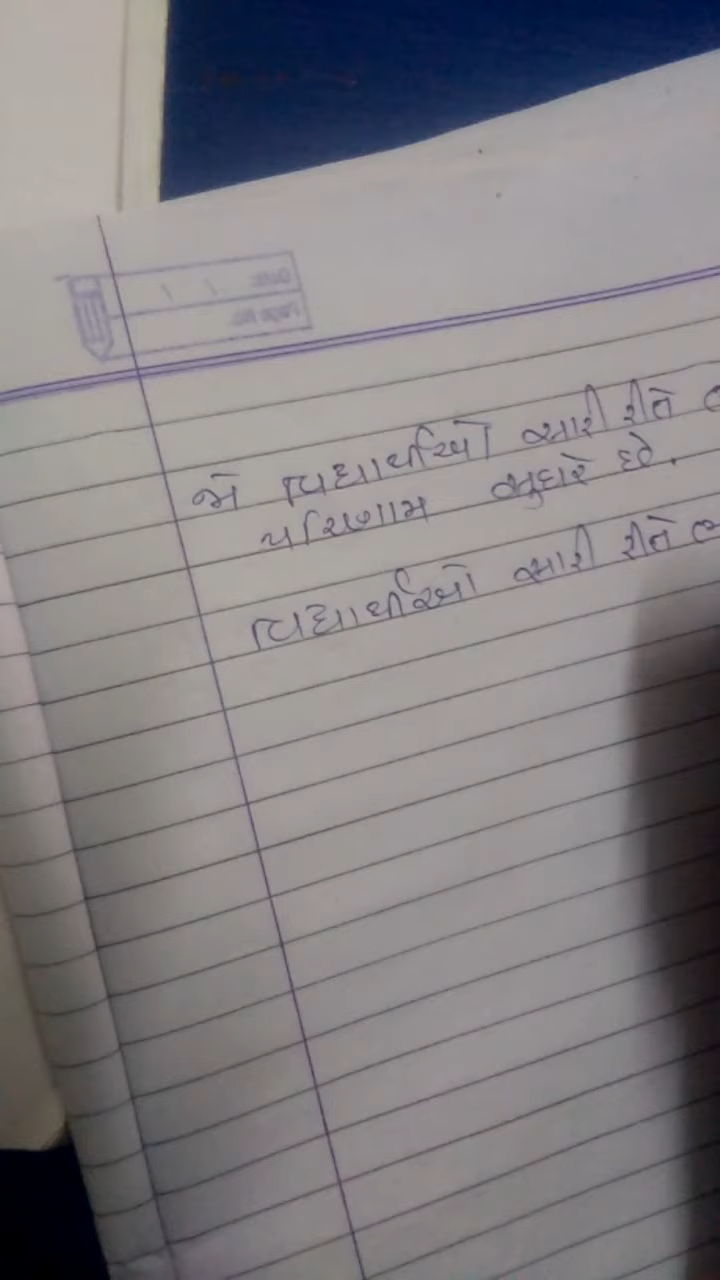 જો વિદ્યાર્થીઓ સારી રીતે
પરિણામ સુધારે છે.
વિદ્યાર્થીઓ સારી રીતે